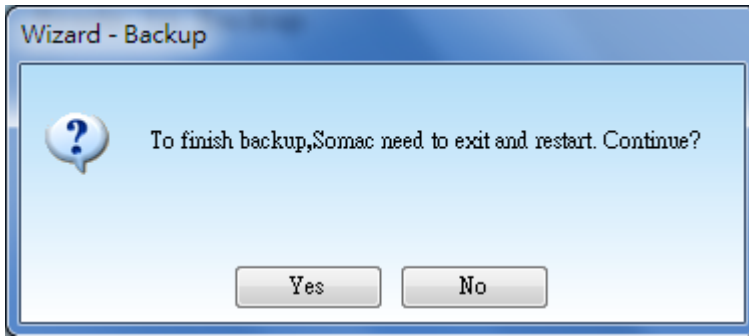 Wizard - Backup
To finish backup,Somac need to exit and restart. Continue?
Yes
No